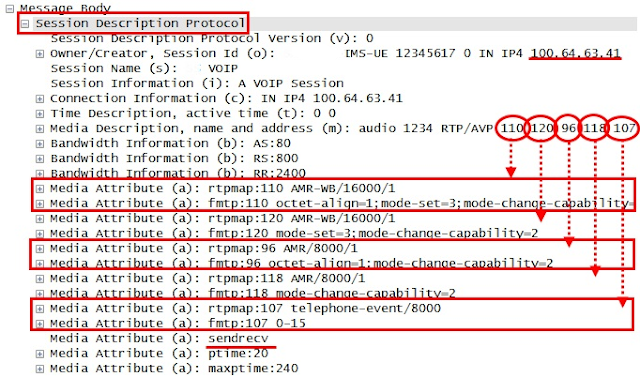 Message Body
Session Description Protocol
Session Description Protocol Version (v): 0
Owner/Creator, Session Id (o): IMS-UE 12345617 0 IN IP4 100.64.63.41
Session Name (s): VOIP
Session Information (i): A VOIP Session
Connection Information (c): IN IP4 100.64.63.41
Time Description, active time (t): 0 0
Media Description, name and address (m): audio 1234 RTP/AVP 110 120 96 118 107
Bandwidth Information (b): AS:80
Bandwidth Information (b): RS:800
Bandwidth Information (b): RR:2400
Media Attribute (a): rtpmap:110 AMR-WB/16000/1
Media Attribute (a): fmtp:110 octet-align=1;mode-set=3;mode-change-capability=
Media Attribute (a): rtpmap:120 AMR-WB/16000/1
Media Attribute (a): fmtp:120 mode-set=3;mode-change-capability=2
Media Attribute (a): rtpmap:96 AMR/8000/1
Media Attribute (a): fmtp:96 octet-align=1;mode-change-capability=2
Media Attribute (a): rtpmap:118 AMR/8000/1
Media Attribute (a): fmtp:118 mode-change-capability=2
Media Attribute (a): rtpmap:107 telephone-event/8000
Media Attribute (a): fmtp:107 0-15
Media Attribute (a): sendrecv
Media Attribute (a): ptime:20
Media Attribute (a): maxptime:240